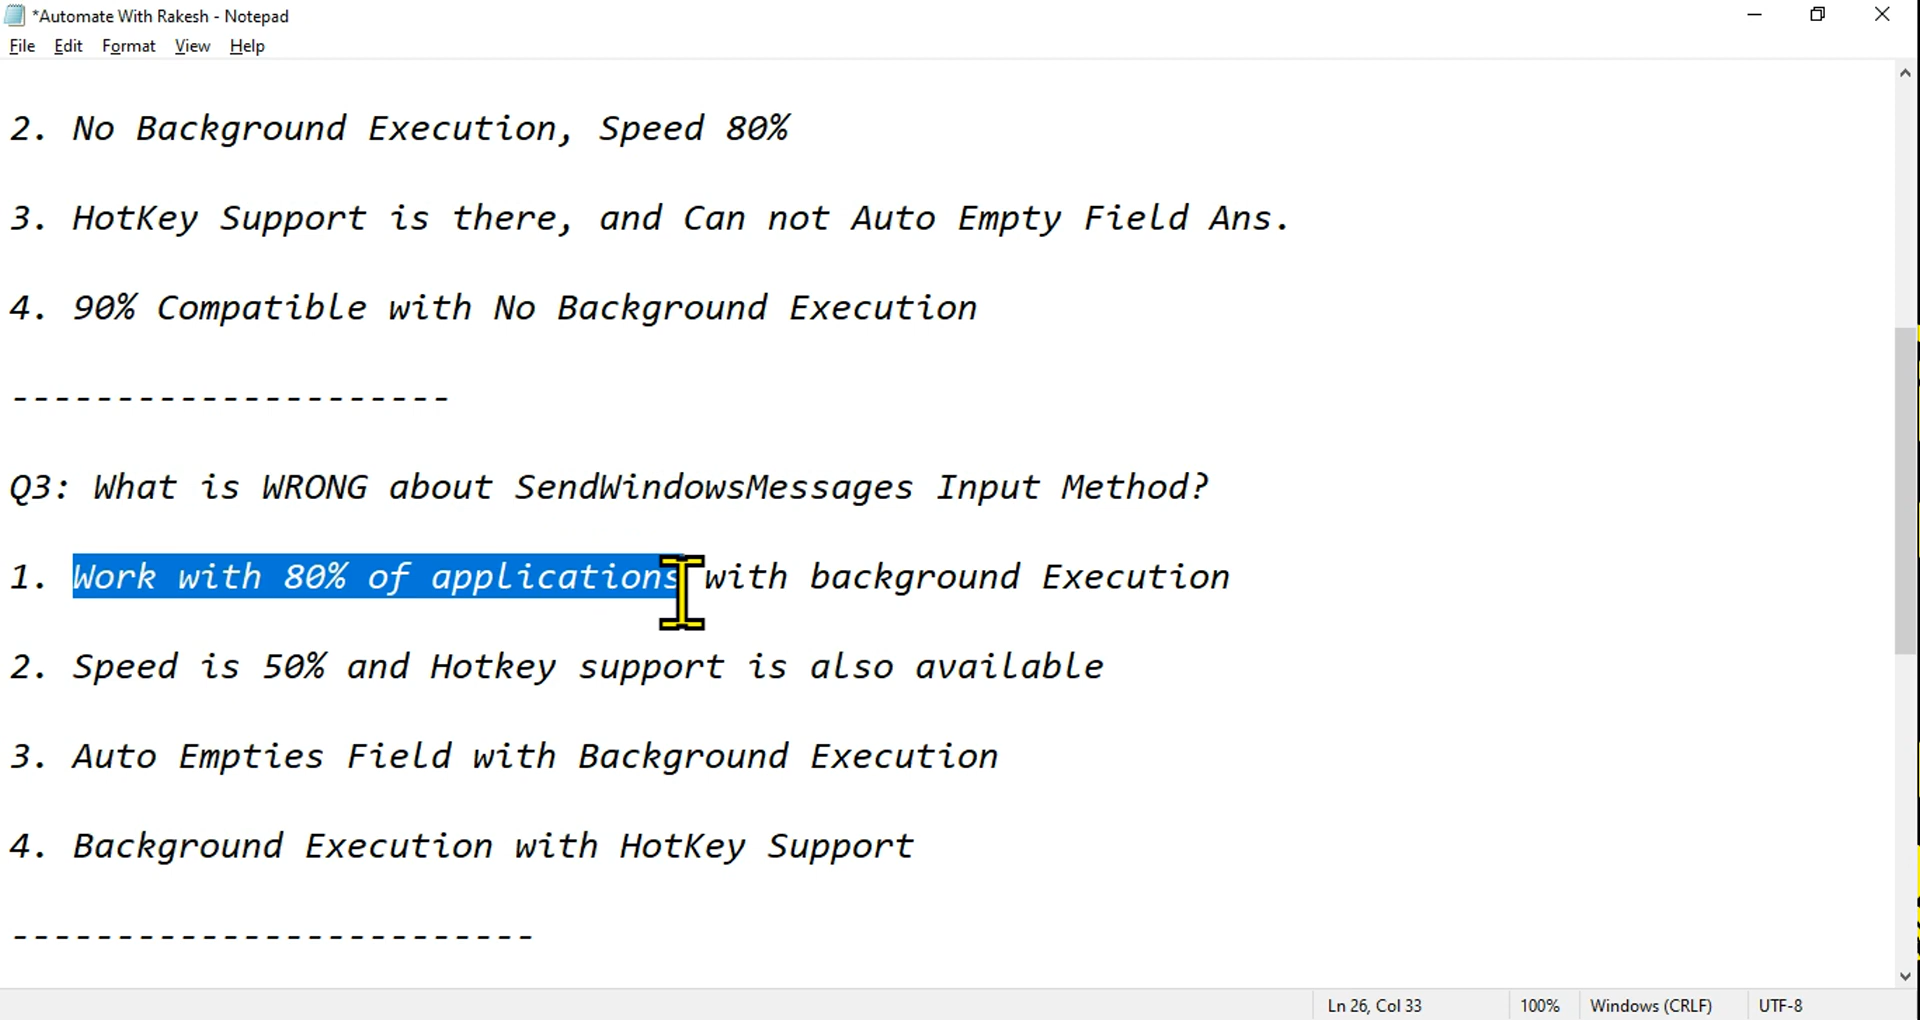 *Automate With Rakesh - Notepad
File Edit Format View Help
2. No Background Execution, Speed 80%
3. HotKey Support is there, and Can not Auto Empty Field Ans.
4. 90% Compatible with No Background Execution
---------------------
Q3: What is WRONG about SendWindowsMessages Input Method?
1. Work with 80% of applications with background Execution
2. Speed is 50% and Hotkey support is also available
3. Auto Empties Field with Background Execution
4. Background Execution with HotKey Support
-------------------------
Ln 26, Col 33 100% Windows (CRLF) UTF-8